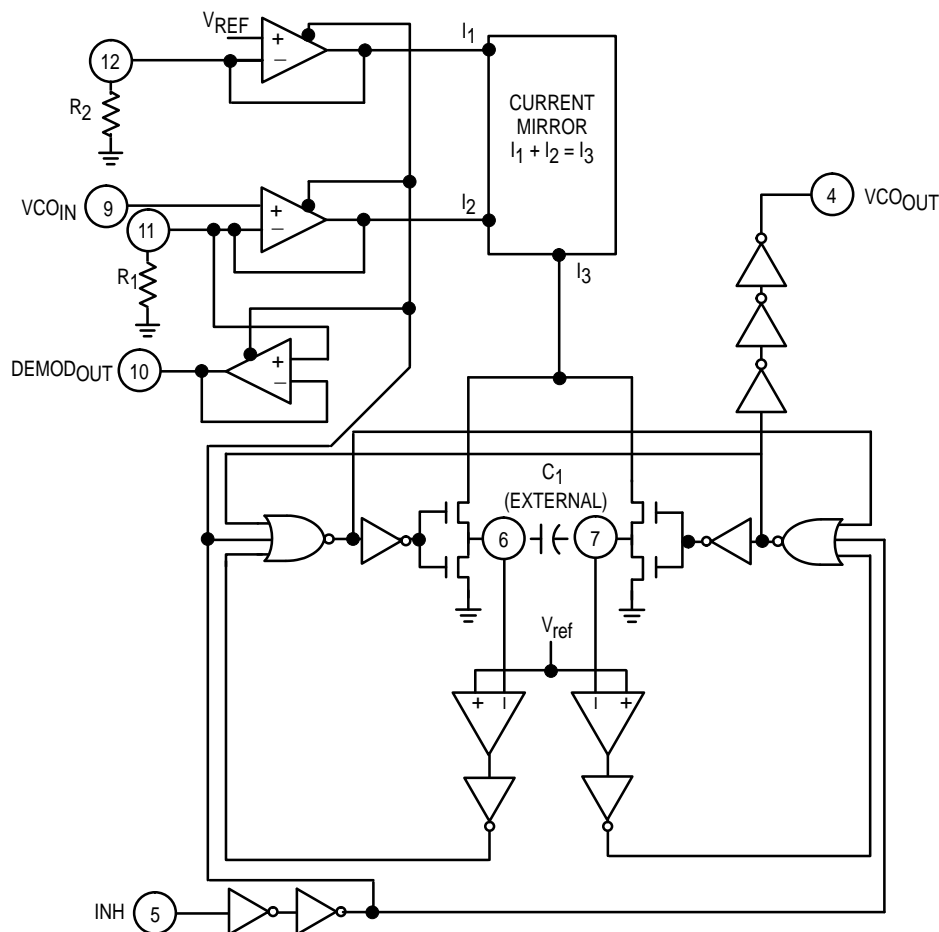 VREF
I1
+
−
12
R2
CURRENT
MIRROR
I1 + I2 = I3
VCOIN
9
+
−
I2
4
VCOOUT
11
R1
I3
DEMODOUT
10
+
−
C1
(EXTERNAL)
6
7
Vref
+
−
−
+
INH
5